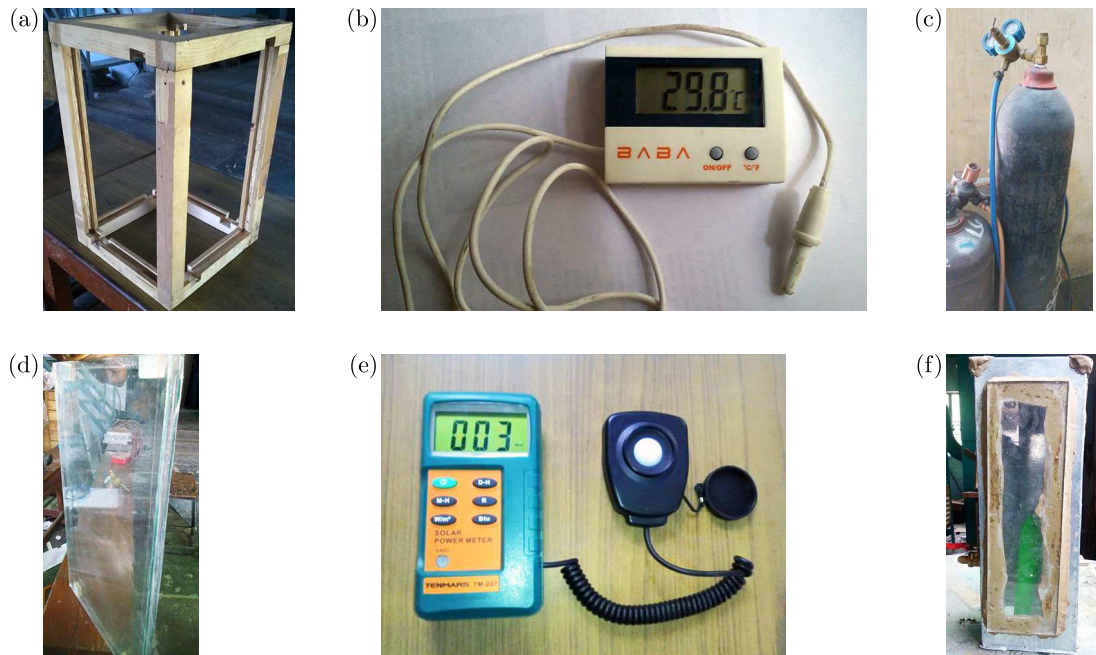 (a)
(b)
(c)
29.8°C
BABA
ON/OFF
°C/°F
(d)
(e)
(f)
003
D-H
M-H
R
W/m²
Btu
SOLAR
POWER METER
TENMARS TM-207